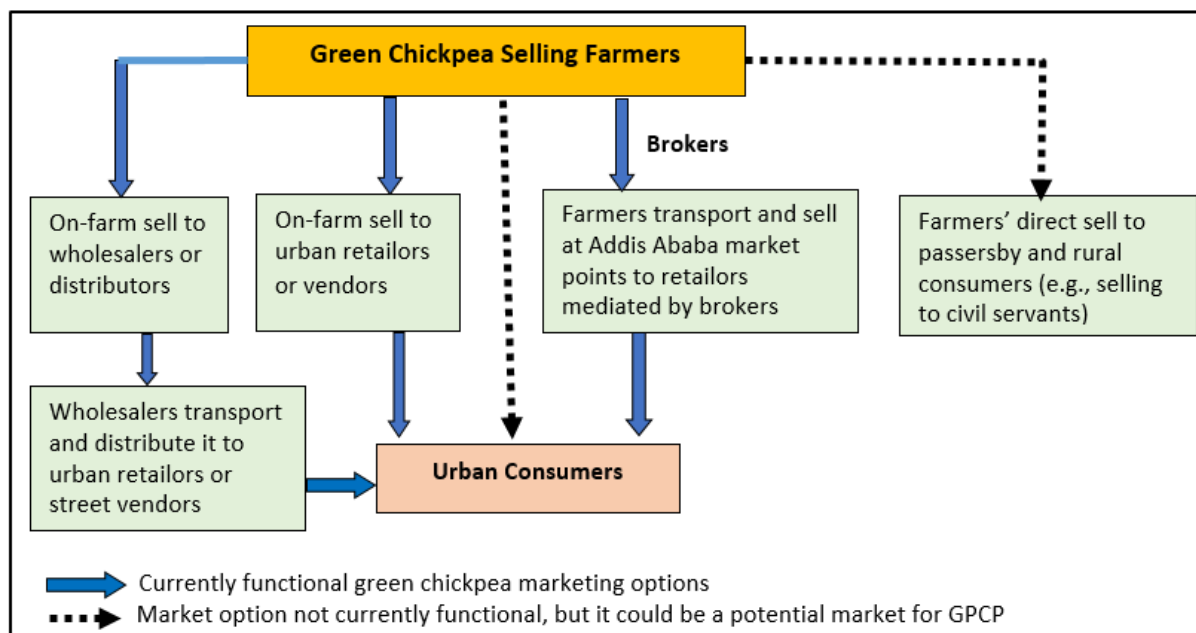 Green Chickpea Selling Farmers
Brokers
On-farm sell to
wholesalers or
distributors
On-farm sell to
urban retailors
or vendors
Farmers transport and sell
at Addis Ababa market
points to retailors
mediated by brokers
Farmers’ direct sell to
passersby and rural
consumers (e.g., selling
to civil servants)
Wholesalers transport
and distribute it to
urban retailors or
street vendors
Urban Consumers
Currently functional green chickpea marketing options
Market option not currently functional, but it could be a potential market for GPCP